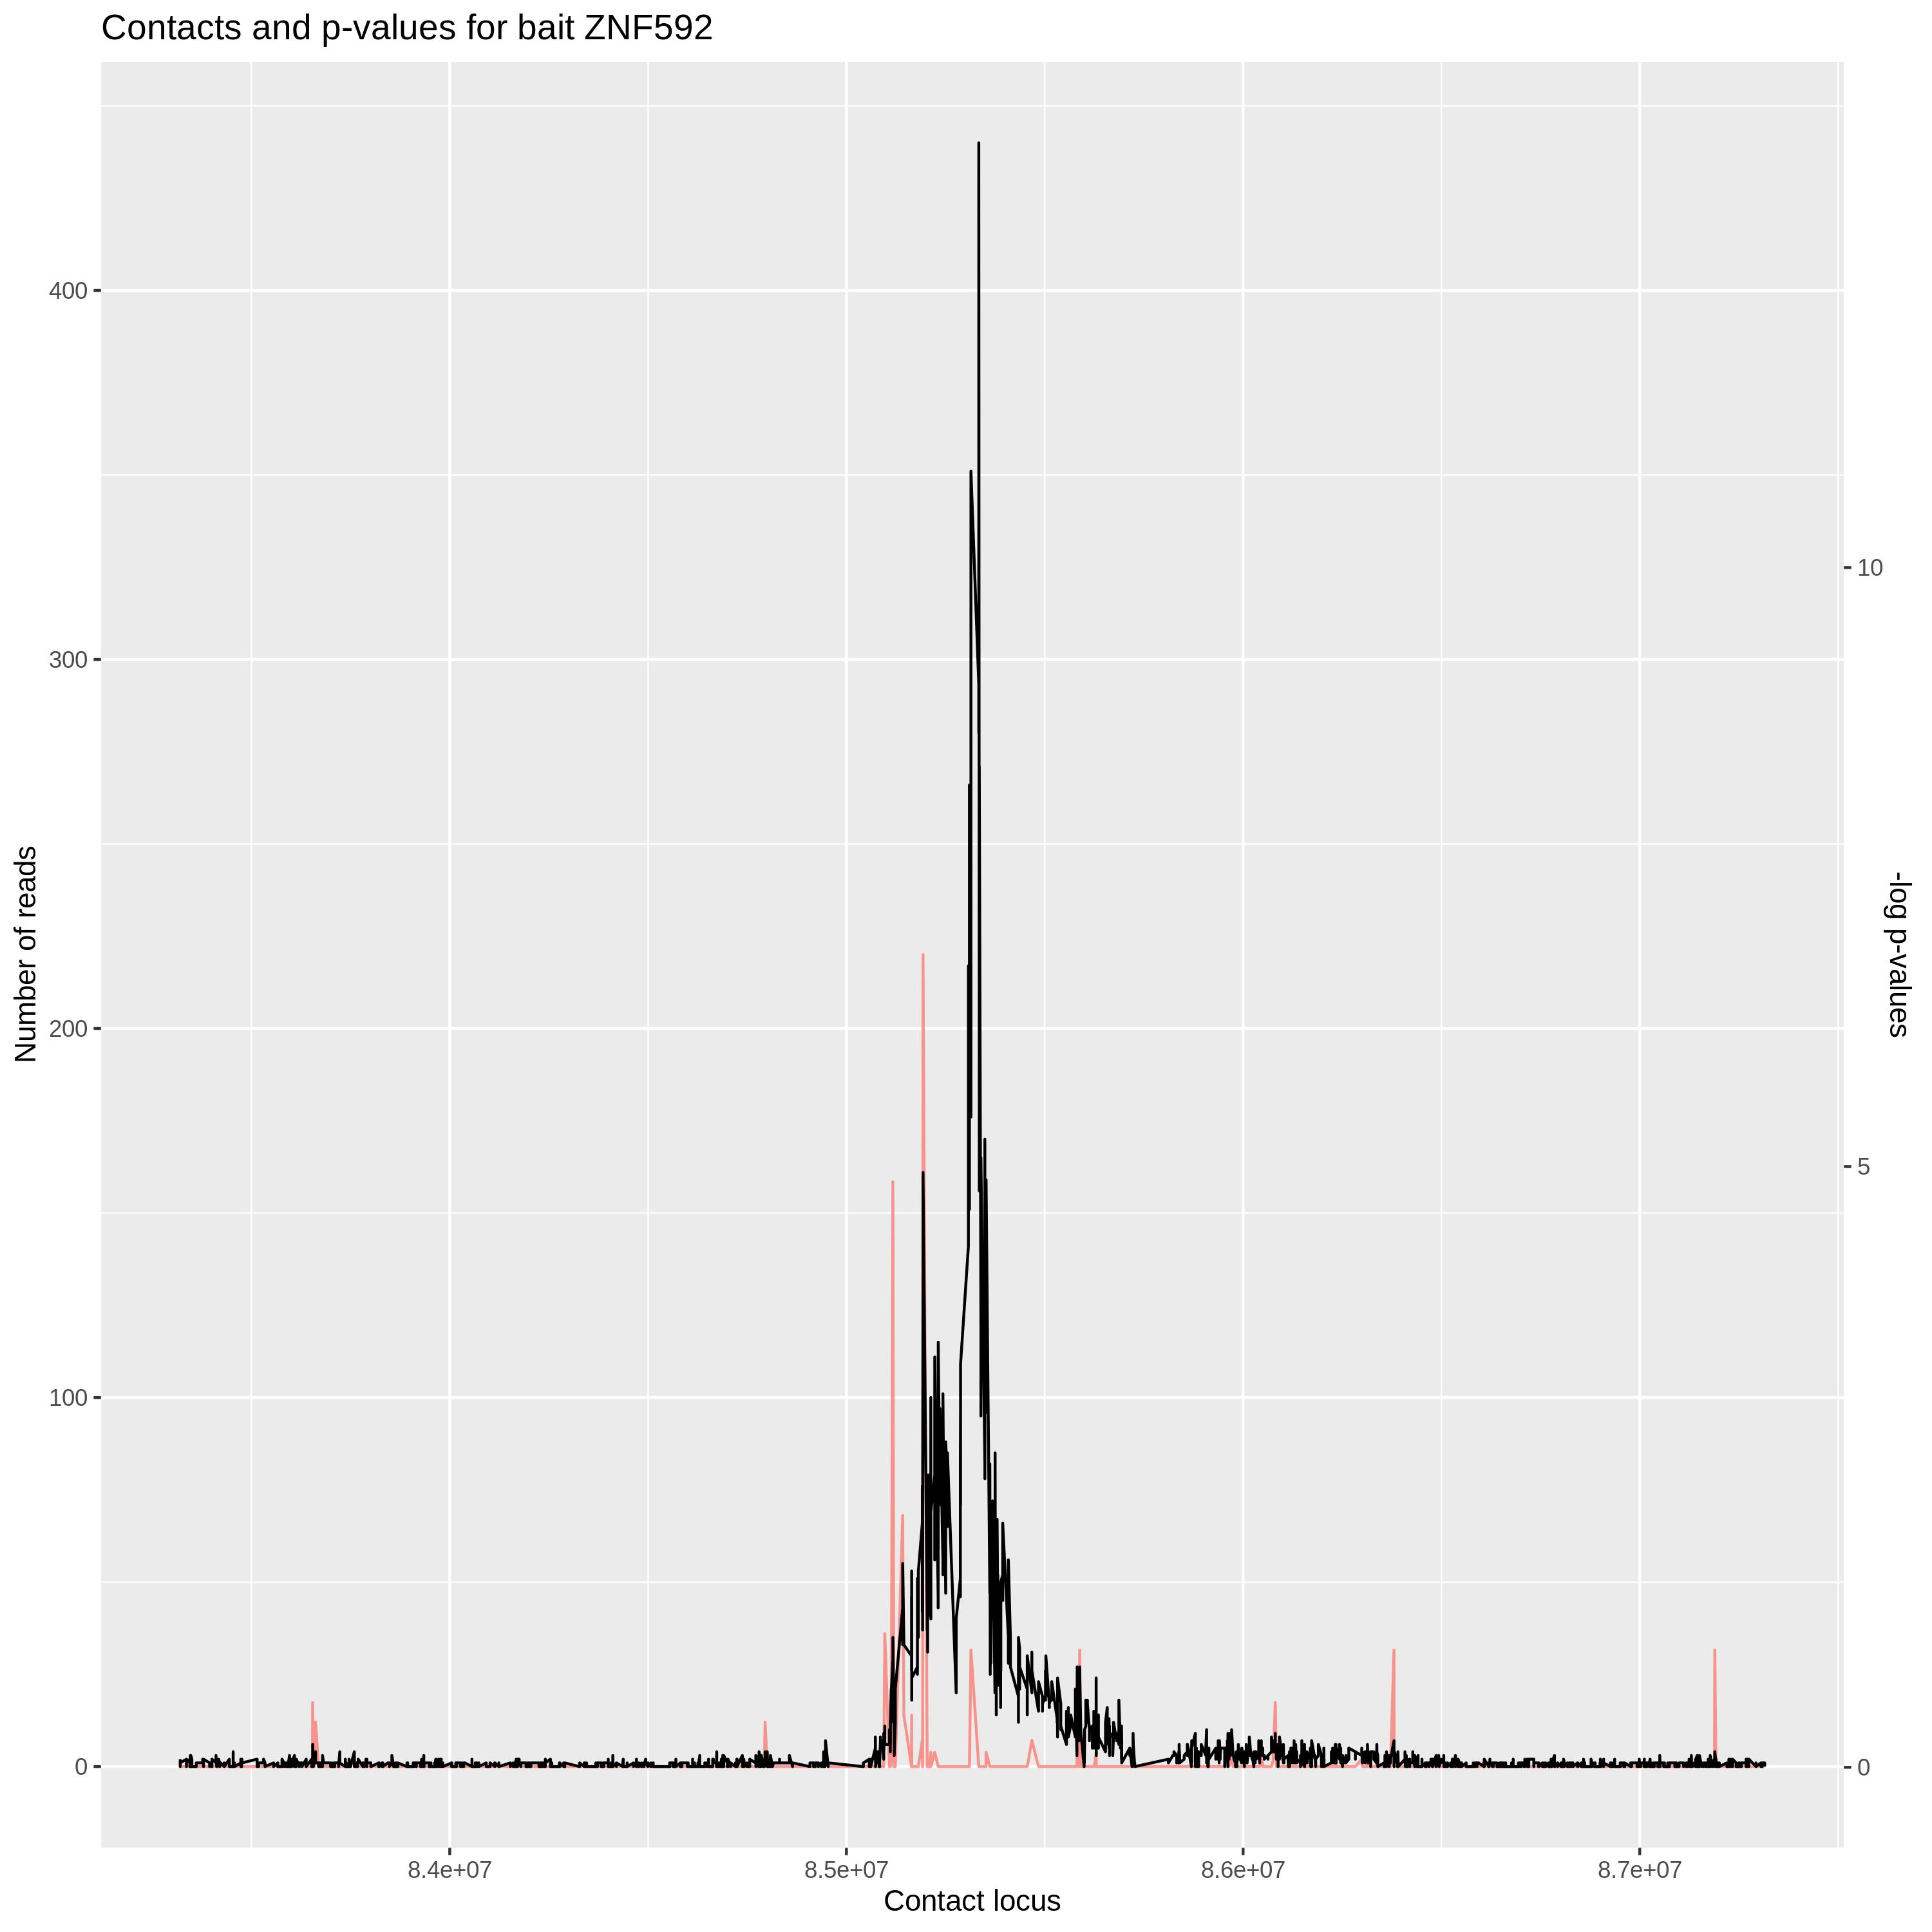 Contacts and p-values for bait ZNF592
Number of reads
400
300
200
100
0
10
5
0
-log p-values
8.4e+07 8.5e+07 8.6e+07 8.7e+07
Contact locus